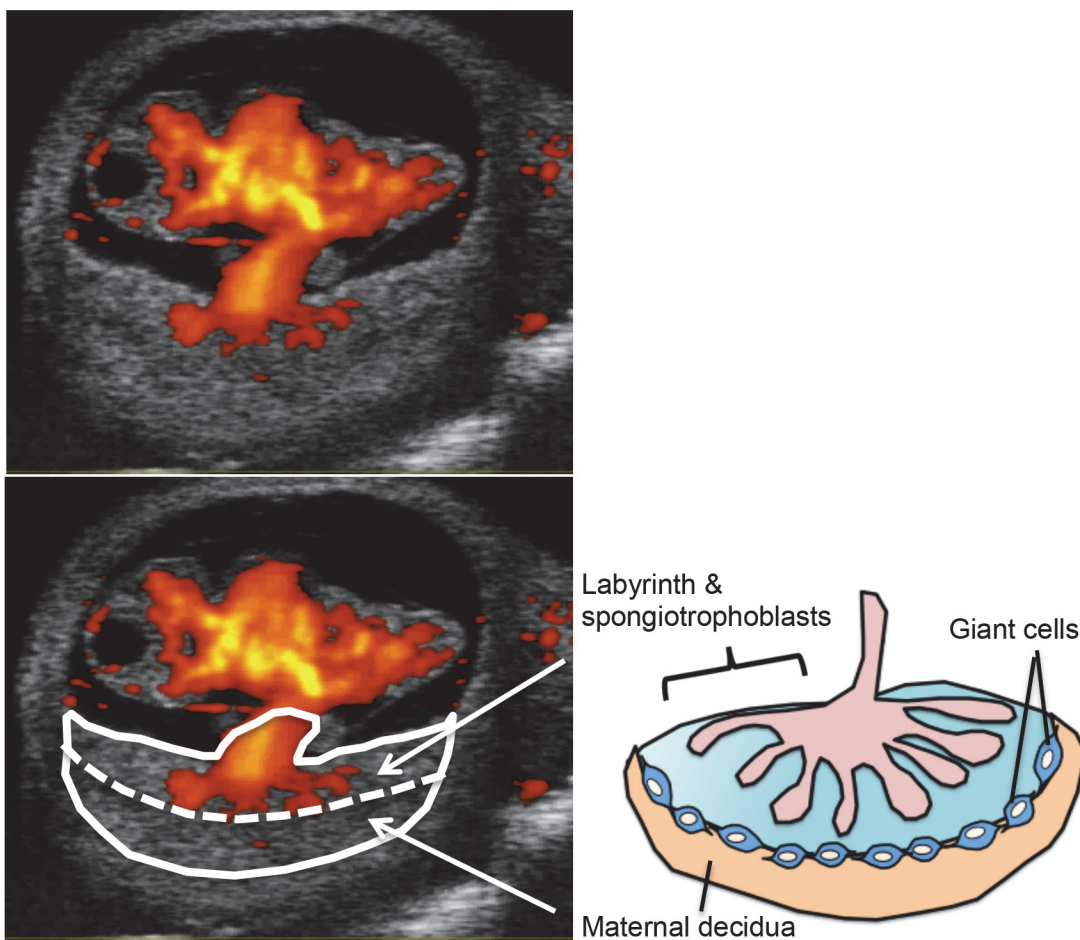 Labyrinth &
spongiotrophoblasts
Giant cells
Maternal decidua